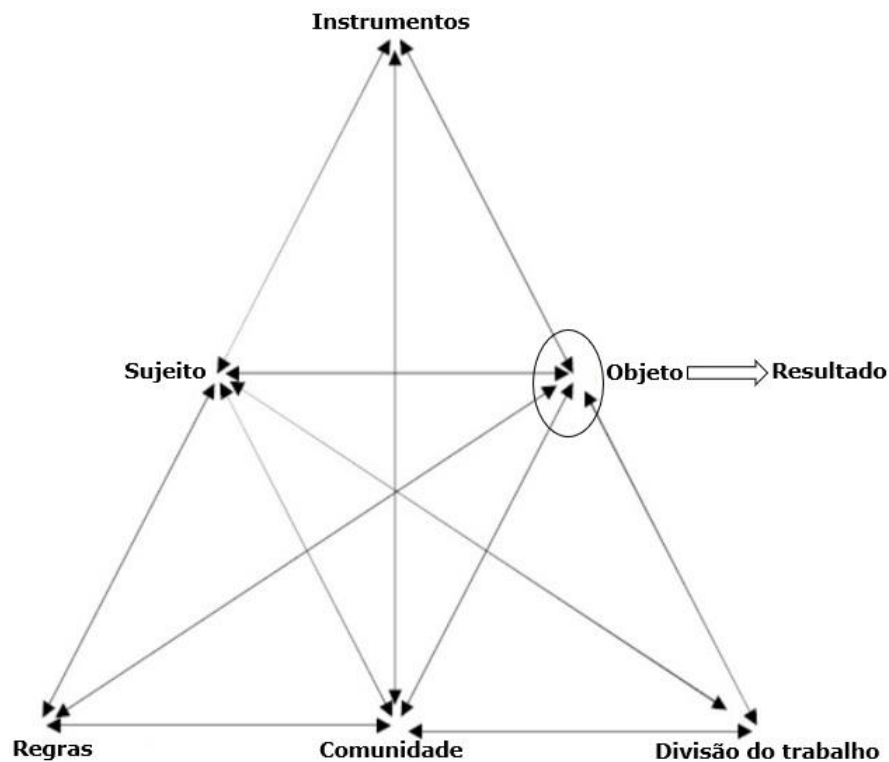 Instrumentos
Sujeito
Objeto
Resultado
Regras
Comunidade
Divisão do trabalho